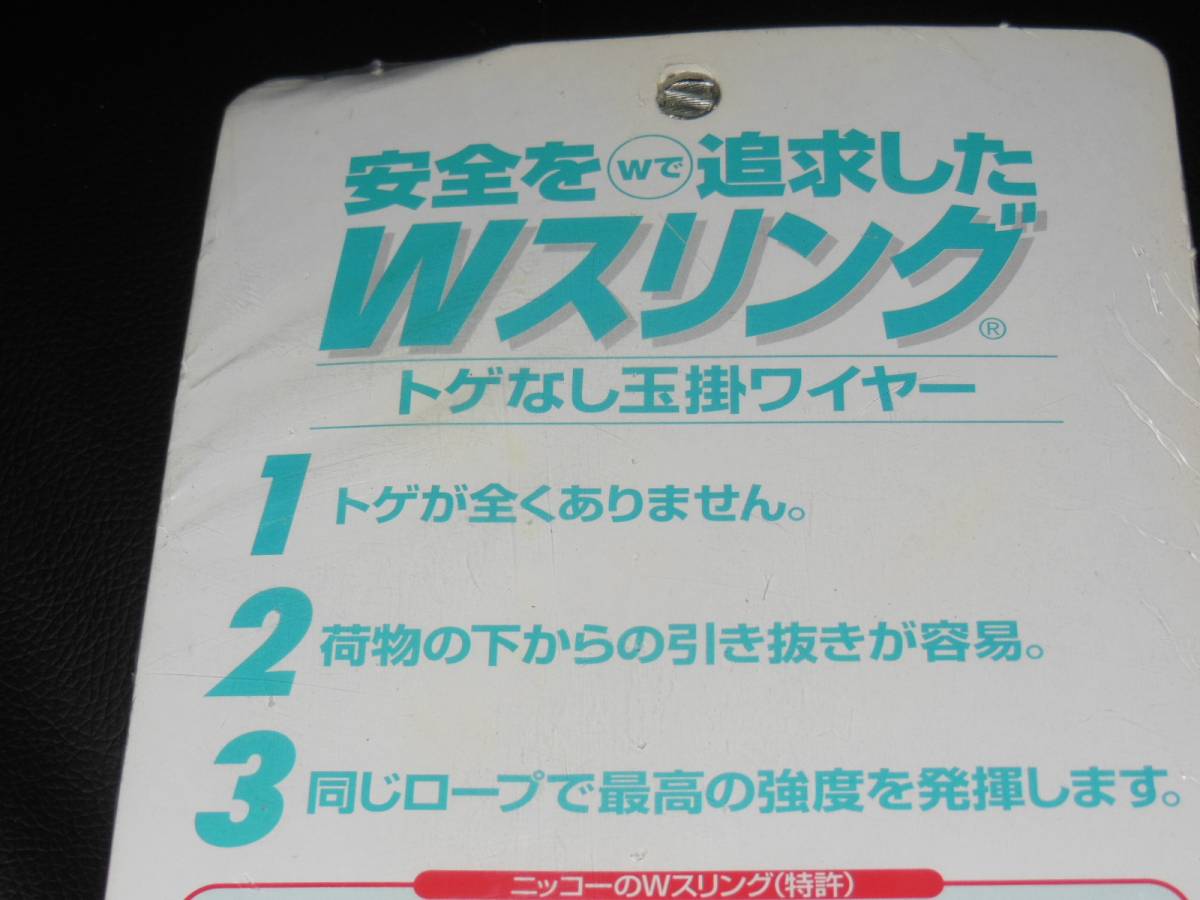 安全をWで追求した
Wスリング®
トゲなし玉掛ワイヤー
1 トゲが全くありません。
2 荷物の下からの引き抜きが容易。
3 同じロープで最高の強度を発揮します。
ニッコーのWスリング(特許)